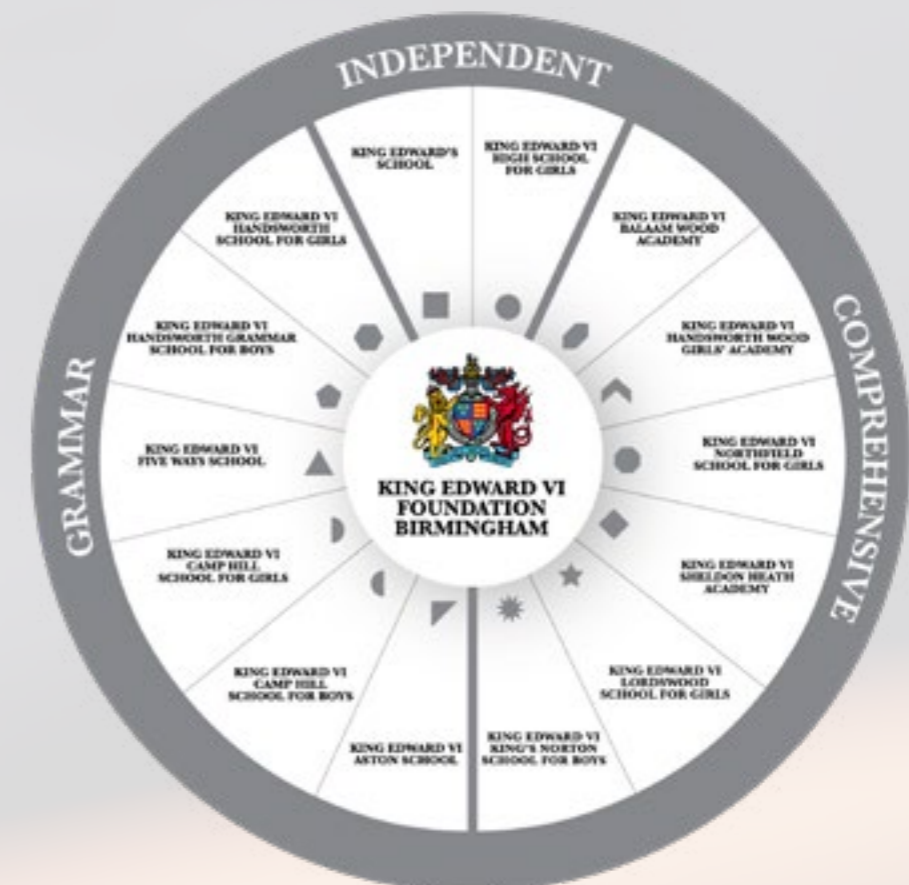 INDEPENDENT
KING EDWARD'S
SCHOOL
KING EDWARD VI
HIGH SCHOOL
FOR GIRLS
KING EDWARD VI
BALAAM WOOD
ACADEMY
KING EDWARD VI
HANDSWORTH WOOD
GIRLS' ACADEMY
KING EDWARD VI
NORTHFIELD
SCHOOL FOR GIRLS
KING EDWARD VI
SHELDON HEATH
ACADEMY
KING EDWARD VI
LORDSWOOD
SCHOOL FOR GIRLS
KING EDWARD VI
KING'S NORTON
SCHOOL FOR BOYS
COMPREHENSIVE
KING EDWARD VI
ASTON SCHOOL
KING EDWARD VI
CAMP HILL
SCHOOL FOR BOYS
KING EDWARD VI
CAMP HILL
SCHOOL FOR GIRLS
KING EDWARD VI
FIVE WAYS SCHOOL
KING EDWARD VI
HANDSWORTH GRAMMAR
SCHOOL FOR BOYS
KING EDWARD VI
HANDSWORTH
SCHOOL FOR GIRLS
GRAMMAR
KING EDWARD VI
FOUNDATION
BIRMINGHAM